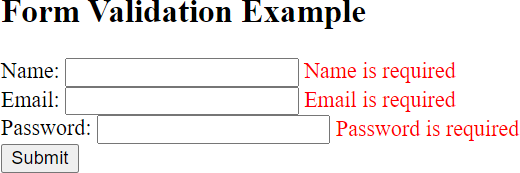 Form Validation Example
Name: Name is required
Email: Email is required
Password: Password is required
Submit